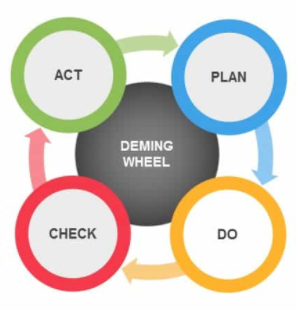 ACT
PLAN
DEMING
WHEEL
CHECK
DO